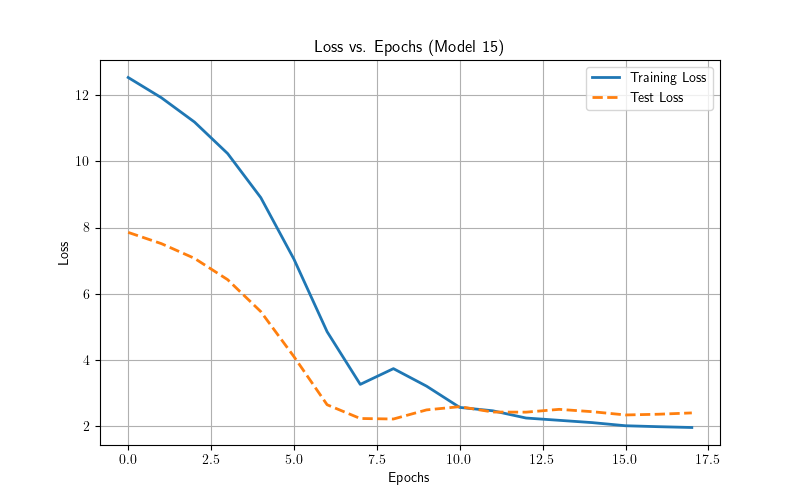 Loss vs. Epochs (Model 15)
Training Loss
Test Loss
12
10
8
6
4
2
Loss
0.0 2.5 5.0 7.5 10.0 12.5 15.0 17.5
Epochs